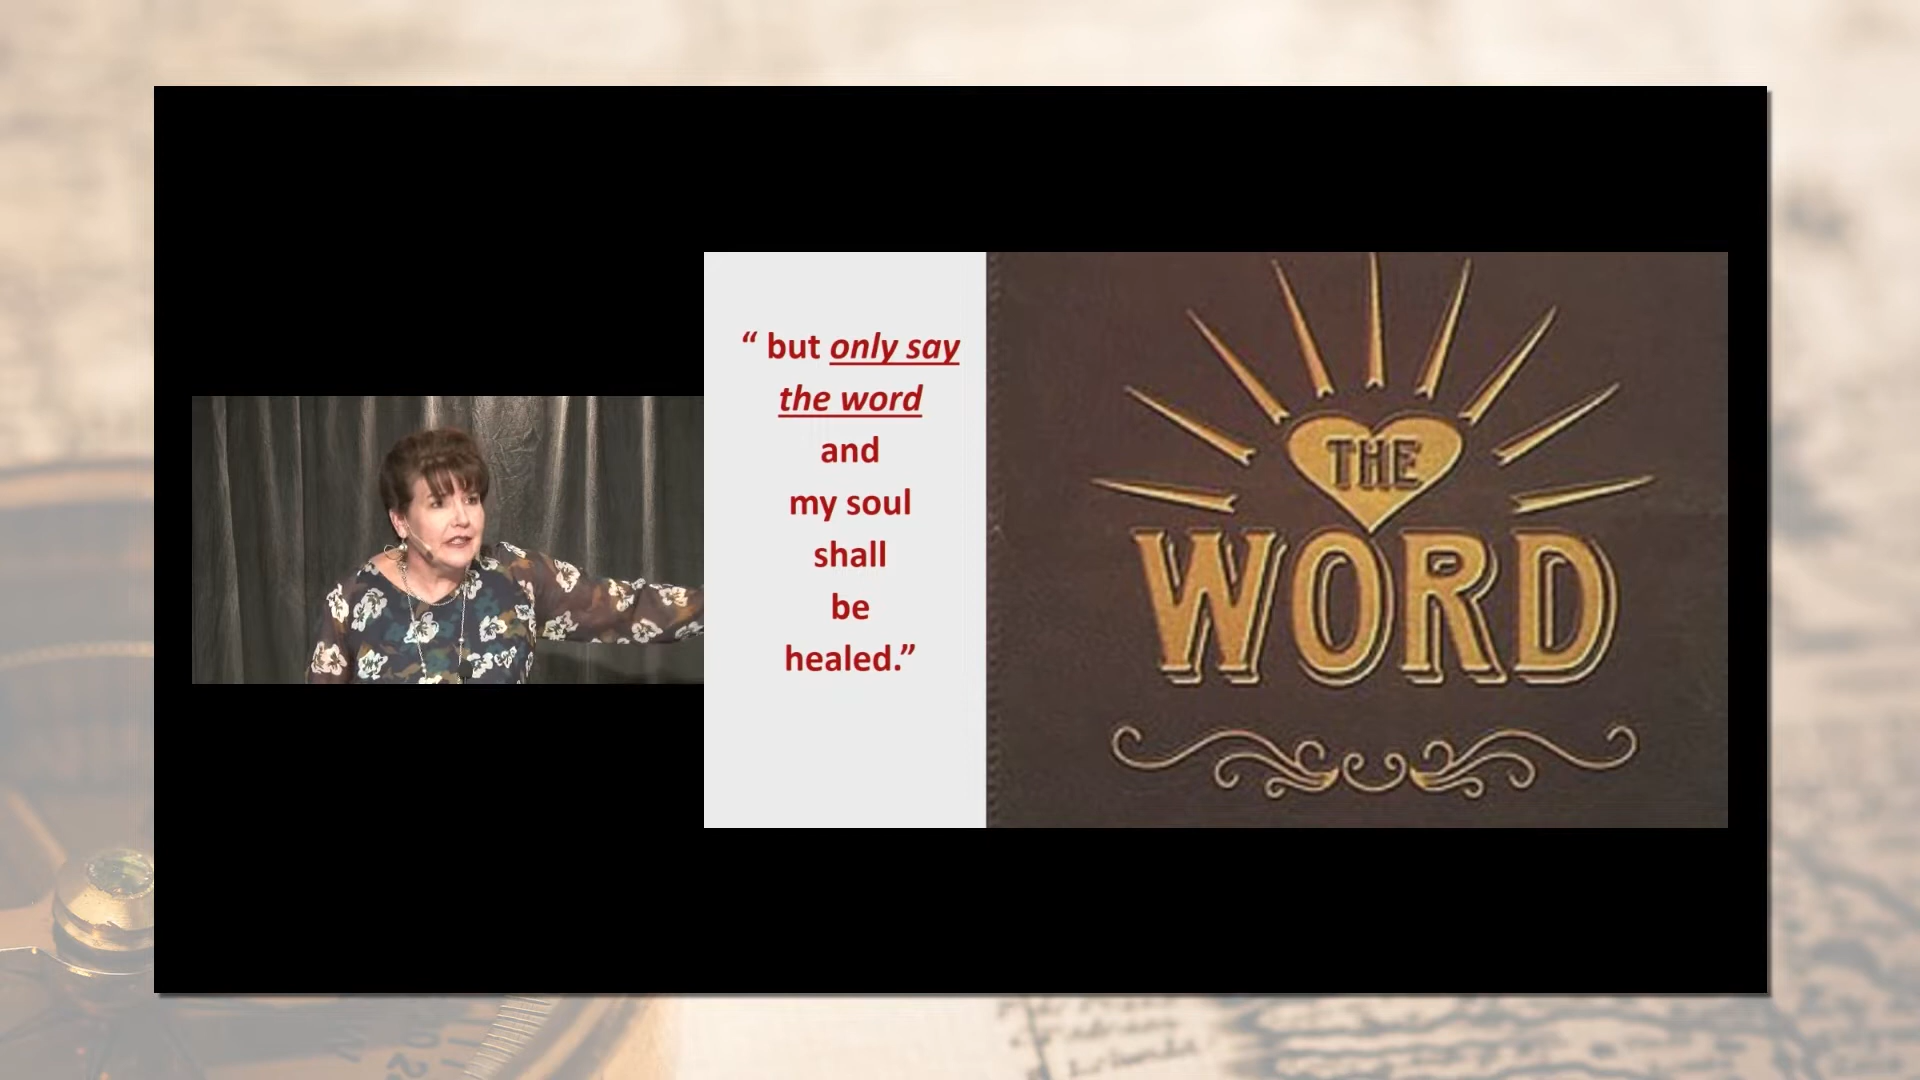 “ but only say
the word
and
my soul
shall
be
healed.”
THE
WORD